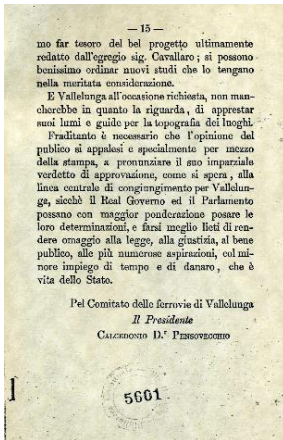 — 15 —
mo far tesoro del bel progetto ultimamente
redatto dall'egregio sig. Cavallaro; si possono
benissimo ordinar nuovi studi che lo tengano
nella meritata considerazione.
E Vallelunga all'occasione richiesta, non man-
cherebbe in quanto la riguarda, di apprestar
suoi lumi e guide per la topografia dei luoghi.
Fraditanto è necessario che l'opinione del
publico si appalesi e specialmente per mezzo
della stampa, a pronunziare il suo imparziale
verdetto di approvazione, come si spera, alla
linea centrale di congiungimento per Vallelun-
ga, sicchè il Real Governo ed il Parlamento
possano con maggior ponderazione posare le
loro determinazioni, e farsi meglio lieti di ren-
dere omaggio alla legge, alla giustizia, al bene
publico, alle più numerose aspirazioni, col mi-
nore impiego di tempo e di danaro, che è
vita dello Stato.
Pel Comitato delle ferrovie di Vallelunga
Il Presidente
Calcedonio D.r Pensovecchio
5601